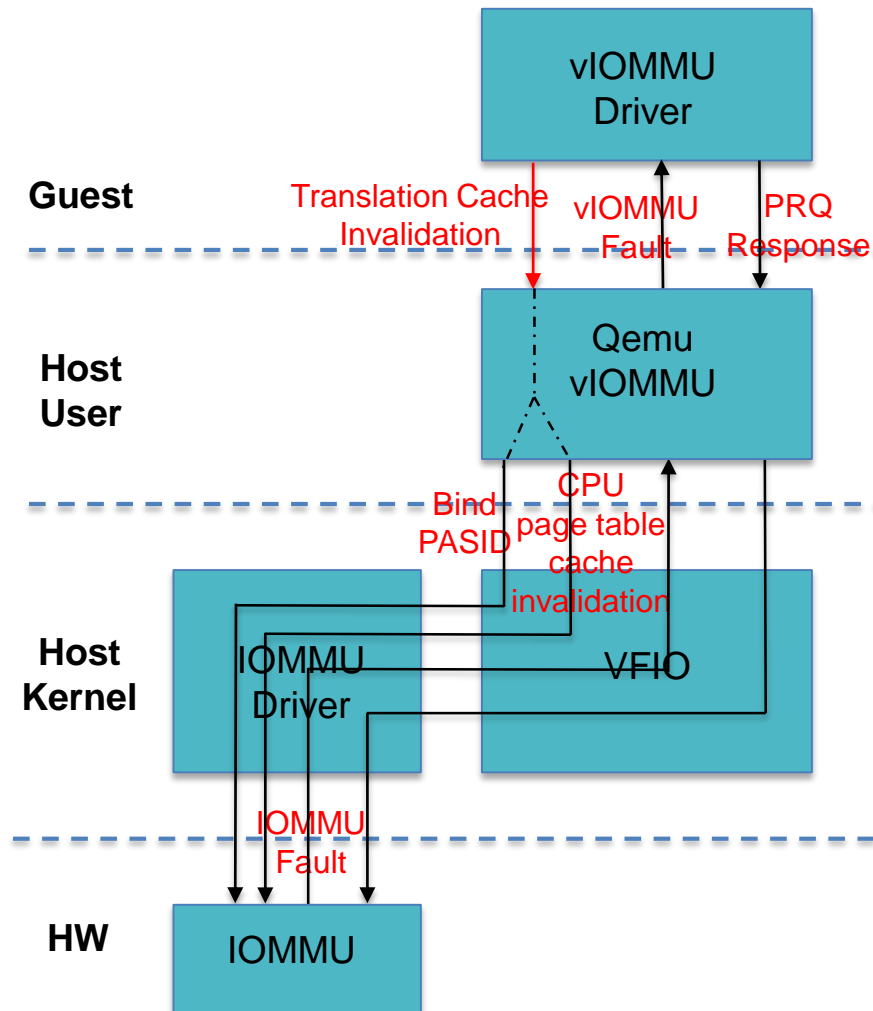 vIOMMU
Driver
Guest
Translation Cache
Invalidation
vIOMMU
Fault
PRQ
Response
Host
User
Qemu
vIOMMU
Bind
PASID
CPU
page table
cache
invalidation
Host
Kernel
IOMMU
Driver
VFIO
IOMMU
Fault
HW
IOMMU